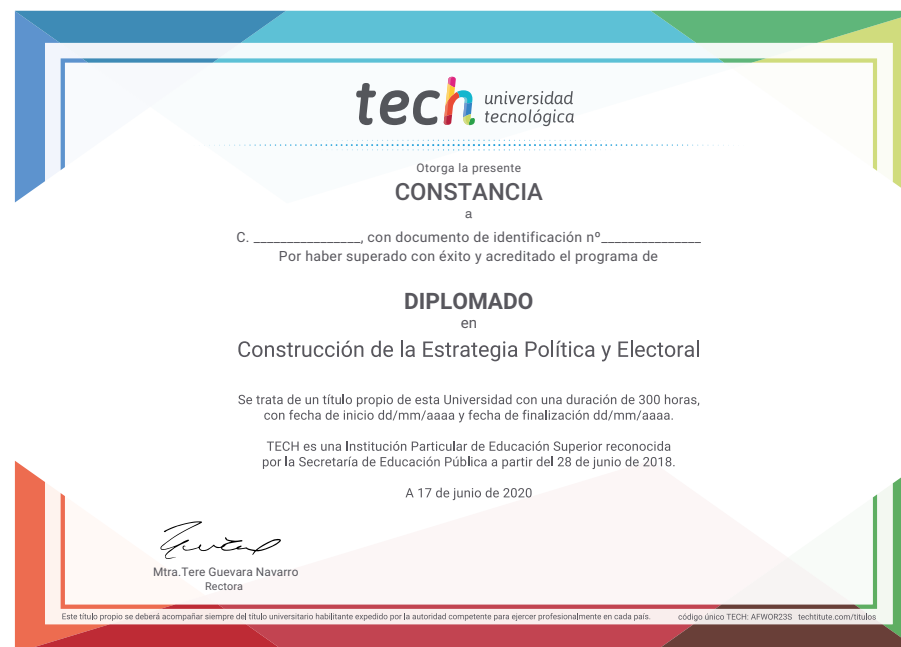 tech universidad
tecnológica
Otorga la presente
CONSTANCIA
a
C. ________________, con documento de identificación nº_______________
Por haber superado con éxito y acreditado el programa de
DIPLOMADO
en
Construcción de la Estrategia Política y Electoral
Se trata de un título propio de esta Universidad con una duración de 300 horas,
con fecha de inicio dd/mm/aaaa y fecha de finalización dd/mm/aaaa.
TECH es una Institución Particular de Educación Superior reconocida
por la Secretaría de Educación Pública a partir del 28 de junio de 2018.
A 17 de junio de 2020
Mtra.Tere Guevara Navarro
Rectora
Este título propio se deberá acompañar siempre del título universitario habilitante expedido por la autoridad competente para ejercer profesionalmente en cada país. código único TECH: AFWOR23S techtitute.com/titulos